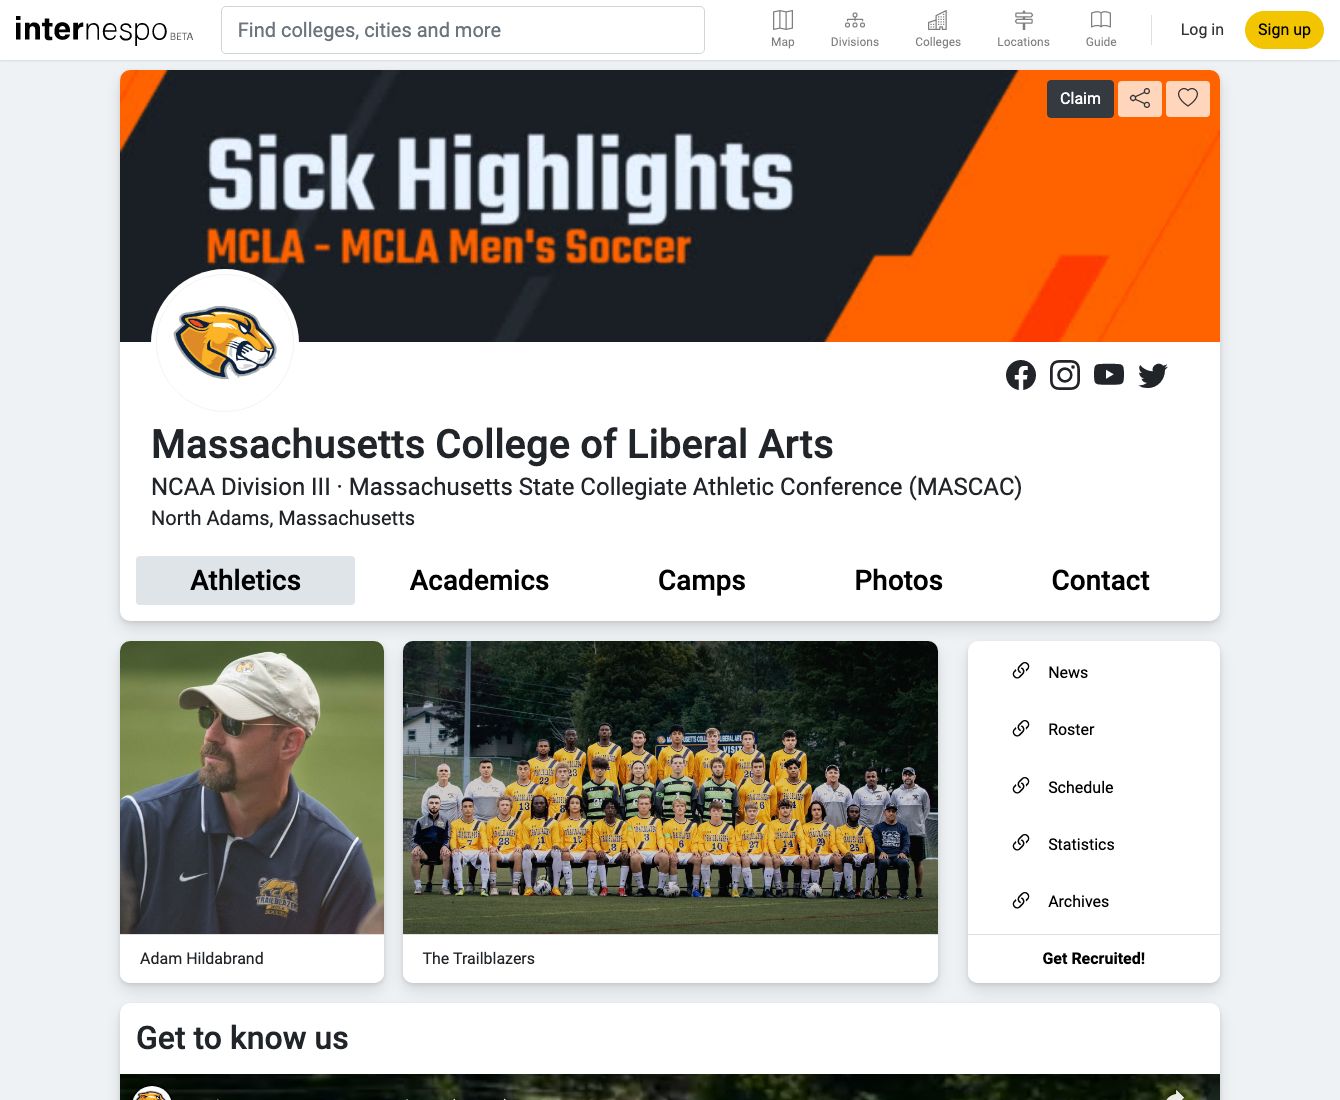 internespo BETA
Find colleges, cities and more
Map
Divisions
Colleges
Locations
Guide
Log in
Sign up
Claim
Sick Highlights
MCLA - MCLA Men's Soccer
Massachusetts College of Liberal Arts
NCAA Division III · Massachusetts State Collegiate Athletic Conference (MASCAC)
North Adams, Massachusetts
Athletics
Academics
Camps
Photos
Contact
Adam Hildabrand
The Trailblazers
News
Roster
Schedule
Statistics
Archives
Get Recruited!
Get to know us